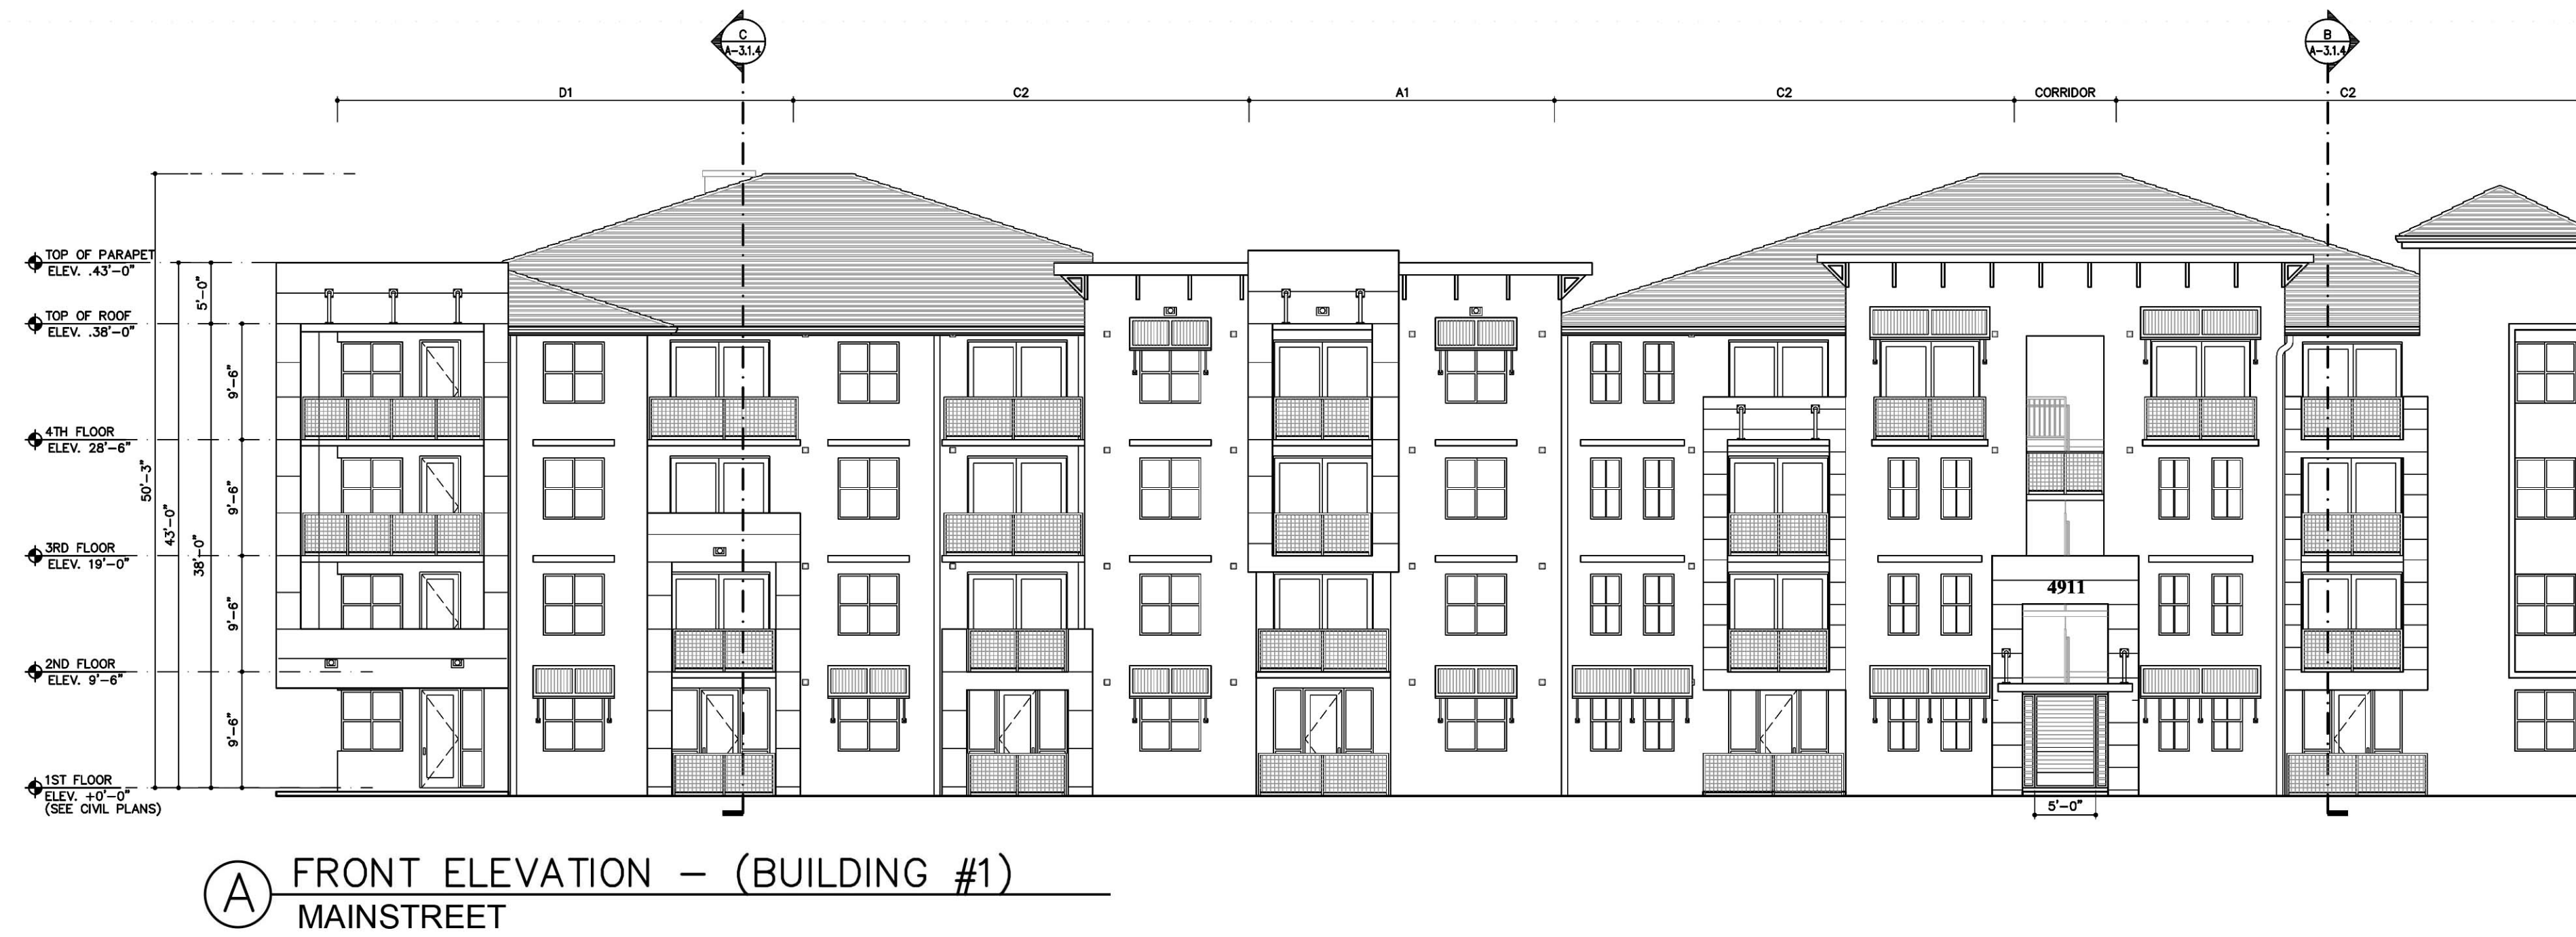 C
A-3.1.4
B
A-3.1.4
D1
C2
A1
C2
CORRIDOR
C2
TOP OF PARAPET
ELEV. .43'-0"
TOP OF ROOF
ELEV. .38'-0"
4TH FLOOR
ELEV. 28'-6"
3RD FLOOR
ELEV. 19'-0"
2ND FLOOR
ELEV. 9'-6"
1ST FLOOR
ELEV. +0'-0"
(SEE CIVIL PLANS)
50'-3"
43'-0"
38'-0"
5'-0"
9'-6"
9'-6"
9'-6"
9'-6"
4911
5'-0"
A
FRONT ELEVATION - (BUILDING #1)
MAINSTREET